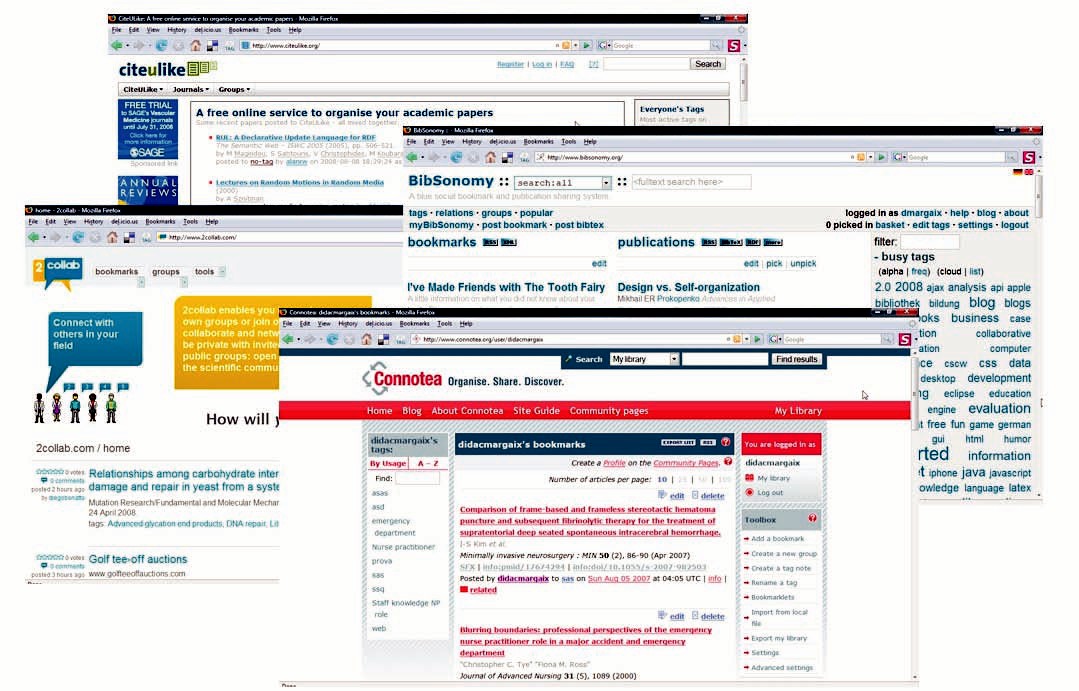 CiteULike: A free online service to organise your academic papers - Mozilla Firefox
File Edit View History del.icio.us Bookmarks Tools Help
TAG http://www.citeulike.org/ Google
citeulike
Register | Log in | FAQ [?] Search
CiteULike Journals Groups
FREE TRIAL
to SAGE's Vascular
Medicine journals
until July 31, 2008
Click here for
more information
SAGE
Sponsored link
ANNUAL
REVIEWS
A free online service to organise your academic papers
Some recent papers posted to CiteULike - all mixed together.
RUL: A Declarative Update Language for RDF
The Semantic Web – ISWC 2005 (2005), pp. 506-521.
by M Magiridou, S Sahtouris, V Christophides, M Koubara
posted to no-tag by alanrw on 2008-08-08 18:29:24 as
Lectures on Random Motions in Random Media
(2000)
by A Sznitman
Everyone's Tags
Most active tags on
BibSonomy : - Mozilla Firefox
File Edit View History del.icio.us Bookmarks Tools Help
TAG http://www.bibsonomy.org/ Google
BibSonomy :: search:all :: <fulltext search here>
A blue social bookmark and publication sharing system.
tags · relations · groups · popular
myBibSonomy · post bookmark · post bibtex
logged in as dmargaix · help · blog · about
0 picked in basket · edit tags · settings · logout
bookmarks RSS XML
edit
I've Made Friends with The Tooth Fairy
A little information on what you did not know about your
publications RSS BibTeX RDF more
edit | pick | unpick
Design vs. Self-organization
Mikhail ER Prokopenko Advances in Applied
filter:
- busy tags
(alpha | freq) (cloud | list)
2.0 2008 ajax analysis api apple
bibliothek bildung blog blogs
business case
collaborative
computer
cscw css data
desktop development
eclipse education
engine evaluation
free fun game german
gui html humor
information
iphone java javascript
language latex
home - 2collab - Mozilla Firefox
File Edit View History del.icio.us Bookmarks Tools Help
TAG http://www.2collab.com/
2 collab bookmarks groups tools
Connect with
others in your
field
2collab enables you
own groups or join o
collaborate and netw
be private with invite
public groups: open
the scientific commu
How will y
2collab.com / home
0 votes
0 comments
posted 2 hours ago
by diegobonatto
Relationships among carbohydrate inter
damage and repair in yeast from a syste
Mutation Research/Fundamental and Molecular Mechar
24 April 2008.
tags: Advanced glycation end products, DNA repair, Lit
0 votes
0 comments
posted 3 hours ago
Golf tee-off auctions
www.golfteeoffauctions.com
Connotea: didacmargaix's bookmarks - Mozilla Firefox
File Edit View History del.icio.us Bookmarks Tools Help
TAG http://www.connotea.org/user/didacmargaix Google
Search My library Find results
Connotea Organise. Share. Discover.
Home Blog About Connotea Site Guide Community pages My Library
didacmargaix's
tags:
By Usage A – Z
Find:
asas
asd
emergency
department
Nurse practitioner
prova
sas
ssq
Staff knowledge NP
role
web
didacmargaix's bookmarks EXPORT LIST RSS
Create a Profile on the Community Pages.
Number of articles per page: 10 | 25 | 50 | 100
edit delete
Comparison of frame-based and frameless stereotactic hematoma
puncture and subsequent fibrinolytic therapy for the treatment of
supratentorial deep seated spontaneous intracerebral hemorrhage.
J-S Kim et al.
Minimally invasive neurosurgery : MIN 50 (2), 86-90 (Apr 2007)
SFX | info:pmid/17674294 | info:doi/10.1055/s-2007-982503
Posted by didacmargaix to sas on Sun Aug 05 2007 at 04:05 UTC | info |
related
edit delete
Blurring boundaries: professional perspectives of the emergency
nurse practitioner role in a major accident and emergency
department
"Christopher C. Tye" "Fiona M. Ross"
Journal of Advanced Nursing 31 (5), 1089 (2000)
You are logged in as
didacmargaix
My library
Log out
Toolbox
Add a bookmark
Create a new group
Create a tag note
Rename a tag
Bookmarklets
Import from local
file
Export my library
Settings
Advanced settings